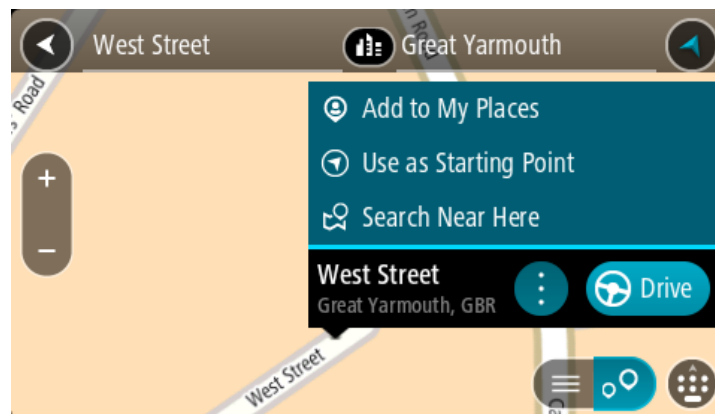 West Street
Great Yarmouth
Road
Add to My Places
Use as Starting Point
Search Near Here
West Street
Great Yarmouth, GBR
Drive
West Street